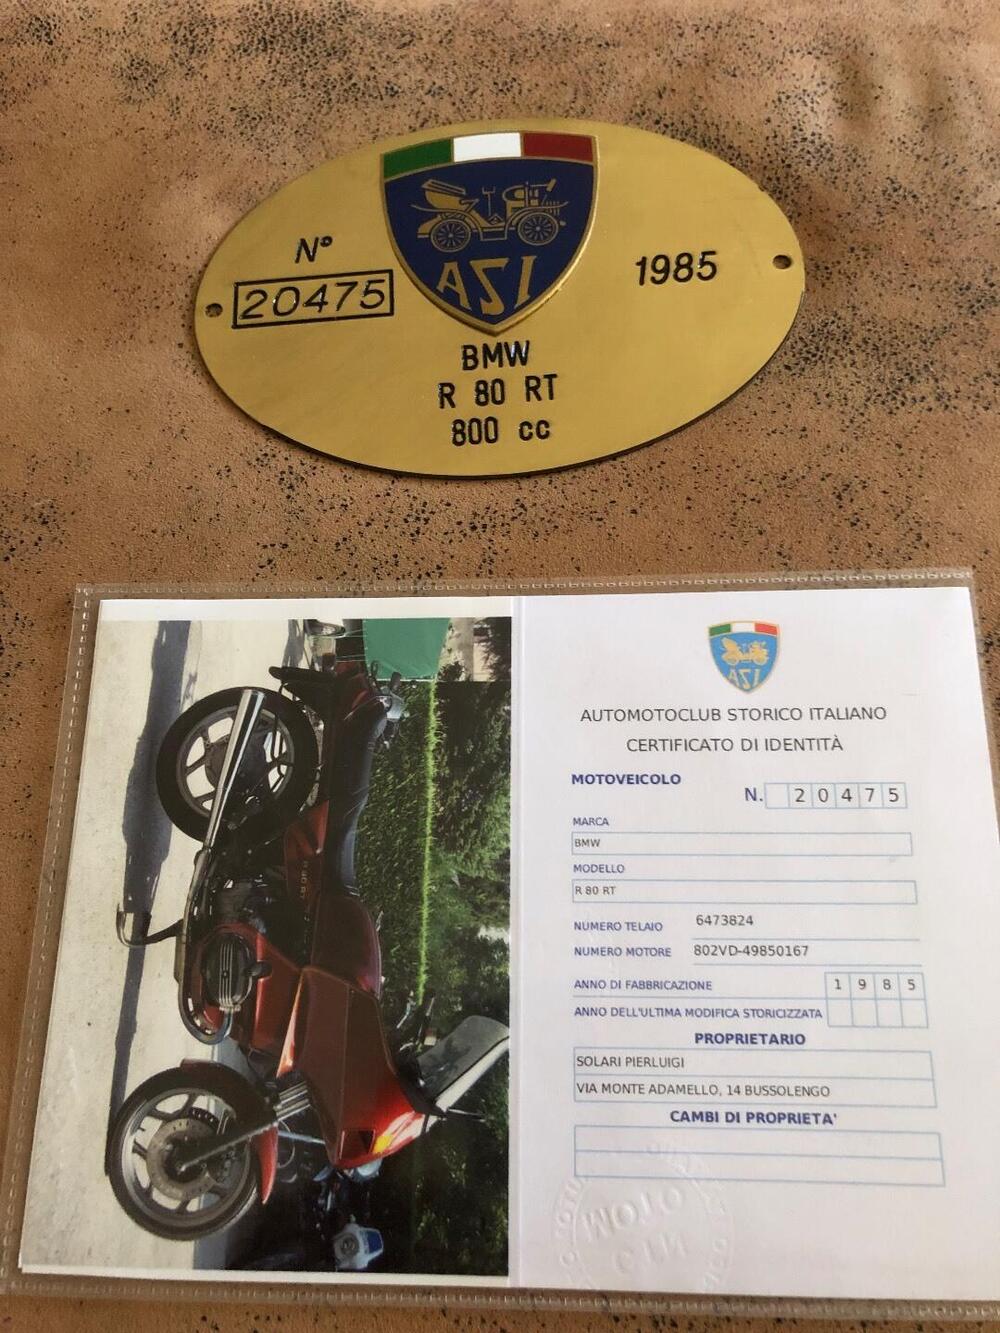 N°
20475
ASI
1985
BMW
R 80 RT
800 cc
R 80 RT
ASI
AUTOMOTOCLUB STORICO ITALIANO
CERTIFICATO DI IDENTITÀ
MOTOVEICOLO
N. 20475
MARCA
BMW
MODELLO
R 80 RT
NUMERO TELAIO 6473824
NUMERO MOTORE 802VD-49850167
ANNO DI FABBRICAZIONE 1985
ANNO DELL'ULTIMA MODIFICA STORICIZZATA
PROPRIETARIO
SOLARI PIERLUIGI
VIA MONTE ADAMELLO, 14 BUSSOLENGO
CAMBI DI PROPRIETA'